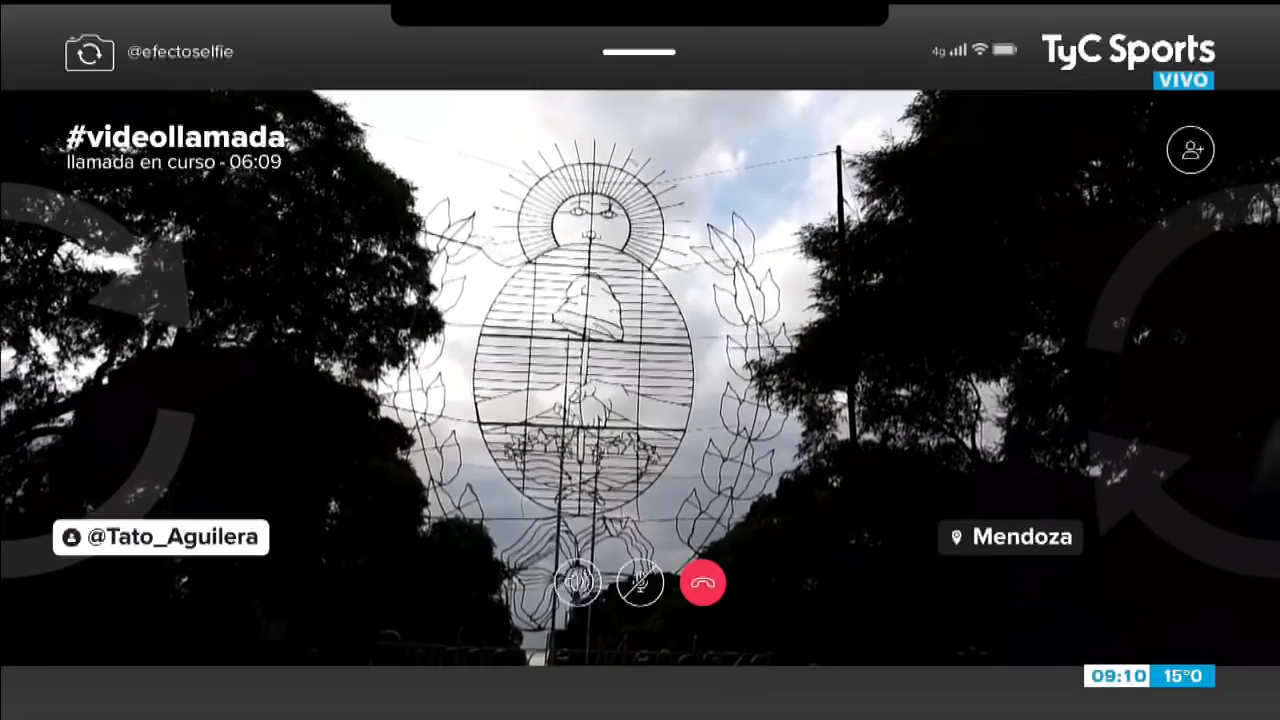 @efectoselfie
4g
TyC Sports
VIVO
#videollamada
llamada en curso - 06:09
@Tato_Aguilera
Mendoza
09:10 15°0